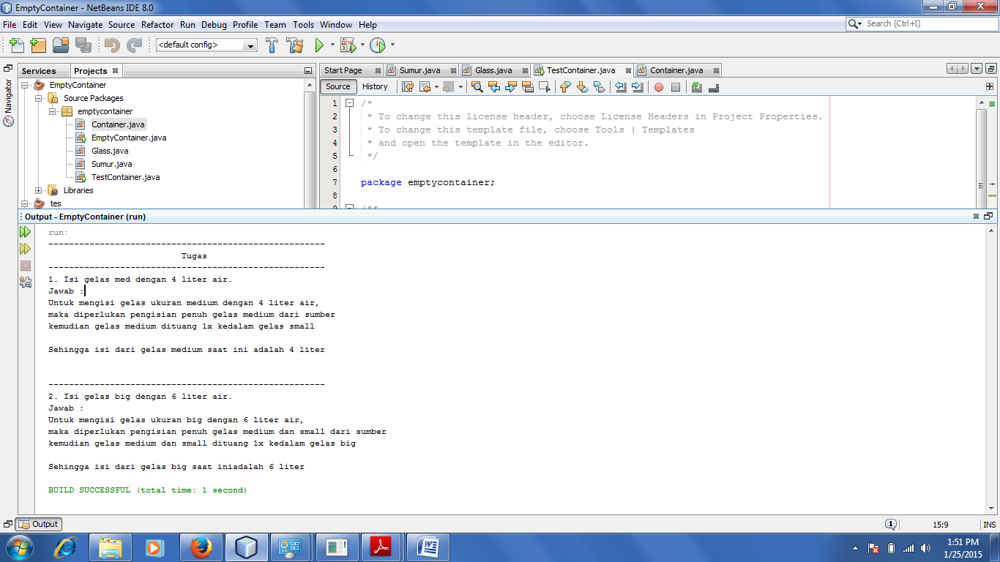 EmptyContainer - NetBeans IDE 8.0
File Edit View Navigate Source Refactor Run Debug Profile Team Tools Window Help
Search (Ctrl+I)
<default config>
Navigator
Services Projects
EmptyContainer
Source Packages
emptycontainer
Container.java
EmptyContainer.java
Glass.java
Sumur.java
TestContainer.java
Libraries
tes
Start Page Sumur.java Glass.java TestContainer.java Container.java
Source History
1 /*
2 * To change this license header, choose License Headers in Project Properties.
3 * To change this template file, choose Tools | Templates
4 * and open the template in the editor.
5 */
6
7 package emptycontainer;
8
9 /**
Output - EmptyContainer (run)
run:
------------------------------------------------------
Tugas
------------------------------------------------------
1. Isi gelas med dengan 4 liter air.
Jawab :
Untuk mengisi gelas ukuran medium dengan 4 liter air,
maka diperlukan pengisian penuh gelas medium dari sumber
kemudian gelas medium dituang 1x kedalam gelas small
Sehingga isi dari gelas medium saat ini adalah 4 liter
------------------------------------------------------
2. Isi gelas big dengan 6 liter air.
Jawab :
Untuk mengisi gelas ukuran big dengan 6 liter air,
maka diperlukan pengisian penuh gelas medium dan small dari sumber
kemudian gelas medium dan small dituang 1x kedalam gelas big
Sehingga isi dari gelas big saat iniadalah 6 liter
BUILD SUCCESSFUL (total time: 1 second)
Output
1
15:9 INS
1:51 PM
1/25/2015